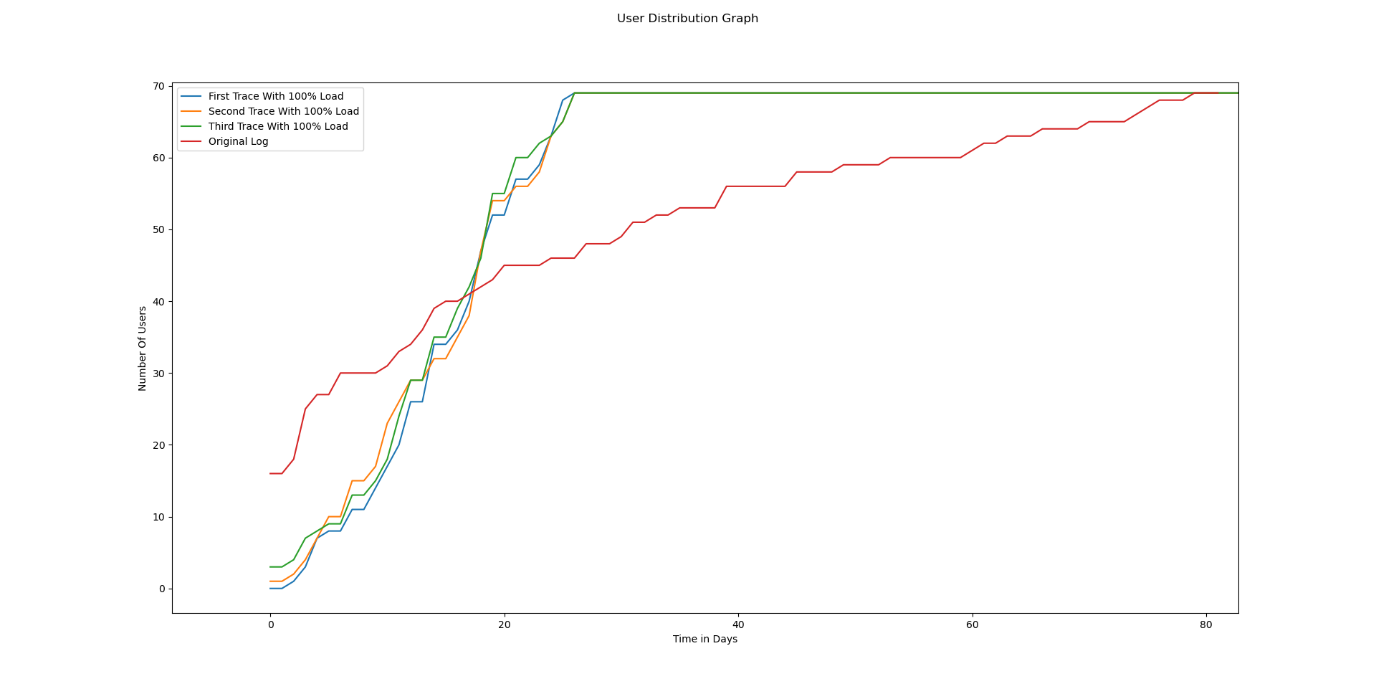 User Distribution Graph
First Trace With 100% Load
Second Trace With 100% Load
Third Trace With 100% Load
Original Log
70
60
50
40
30
20
10
0
Number Of Users
0 20 40 60 80
Time in Days